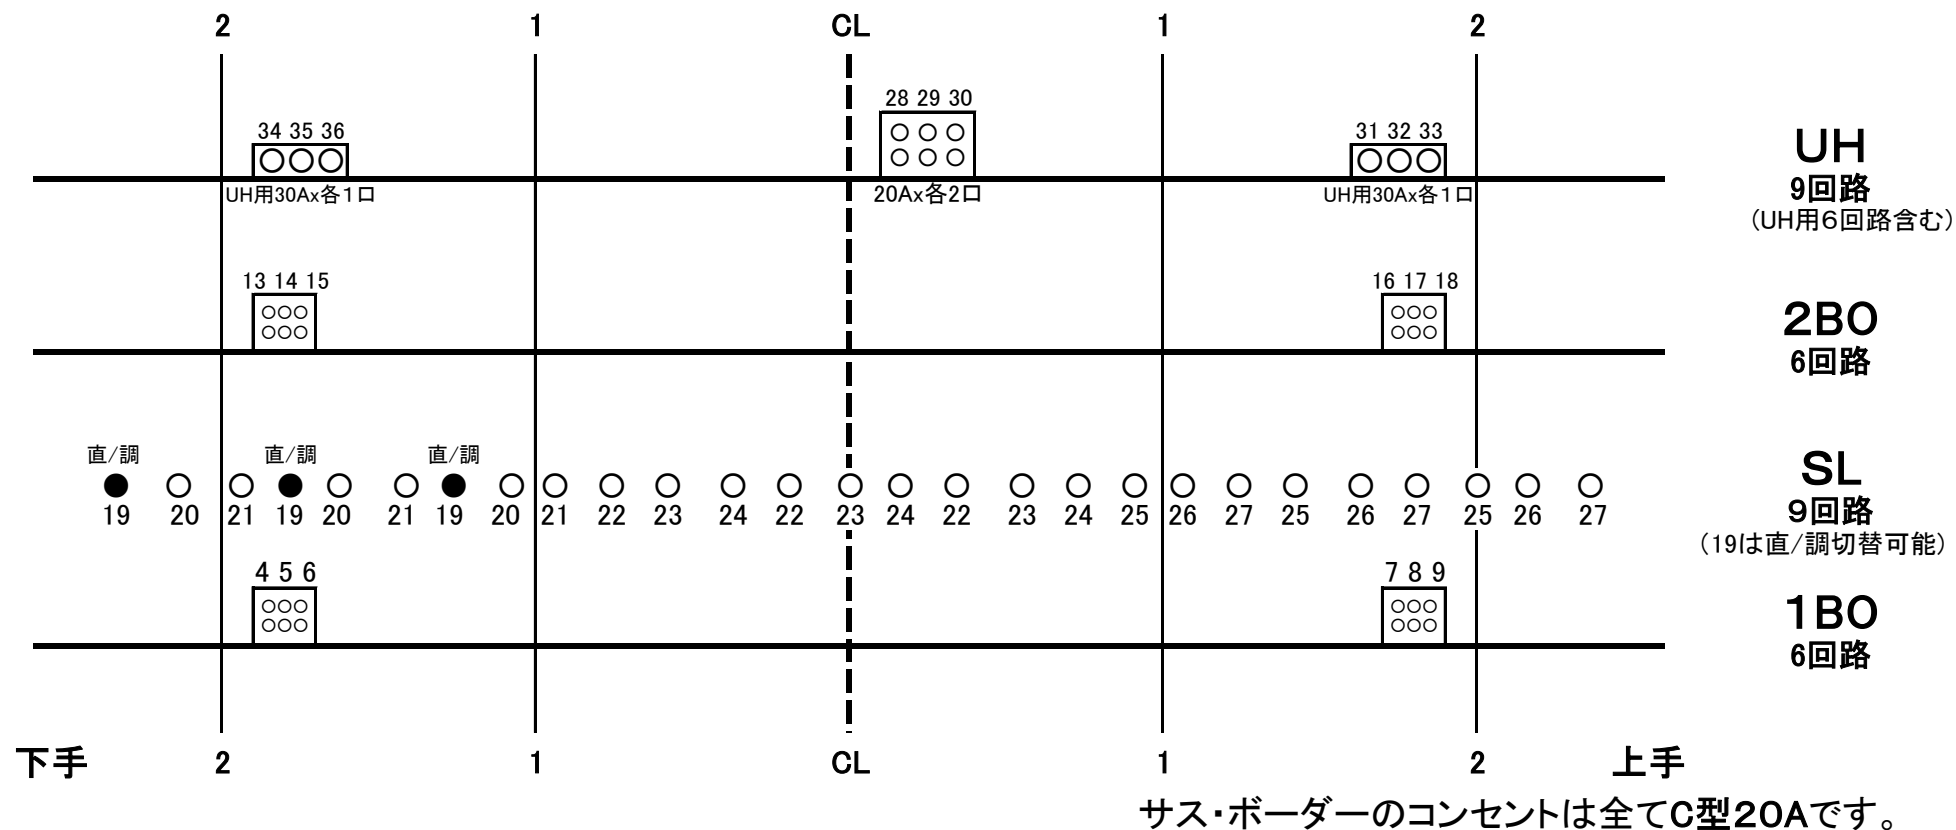 2 1 CL 1 2
28 29 30
34 35 36
31 32 33
UH
9回路
UH用30Ax各1口
20Ax各2口
UH用30Ax各1口
(UH用6回路含む)
13 14 15
16 17 18
2BO
6回路
直/調 直/調 直/調
SL
19 20 21 19 20 21 19 20 21 22 23 24 22 23 24 22 23 24 25 26 27 25 26 27 25 26 27
9回路
(19は直/調切替可能)
4 5 6
7 8 9
1BO
6回路
下手 2 1 CL 1 2 上手
サス・ボーダーのコンセントは全てC型20Aです。